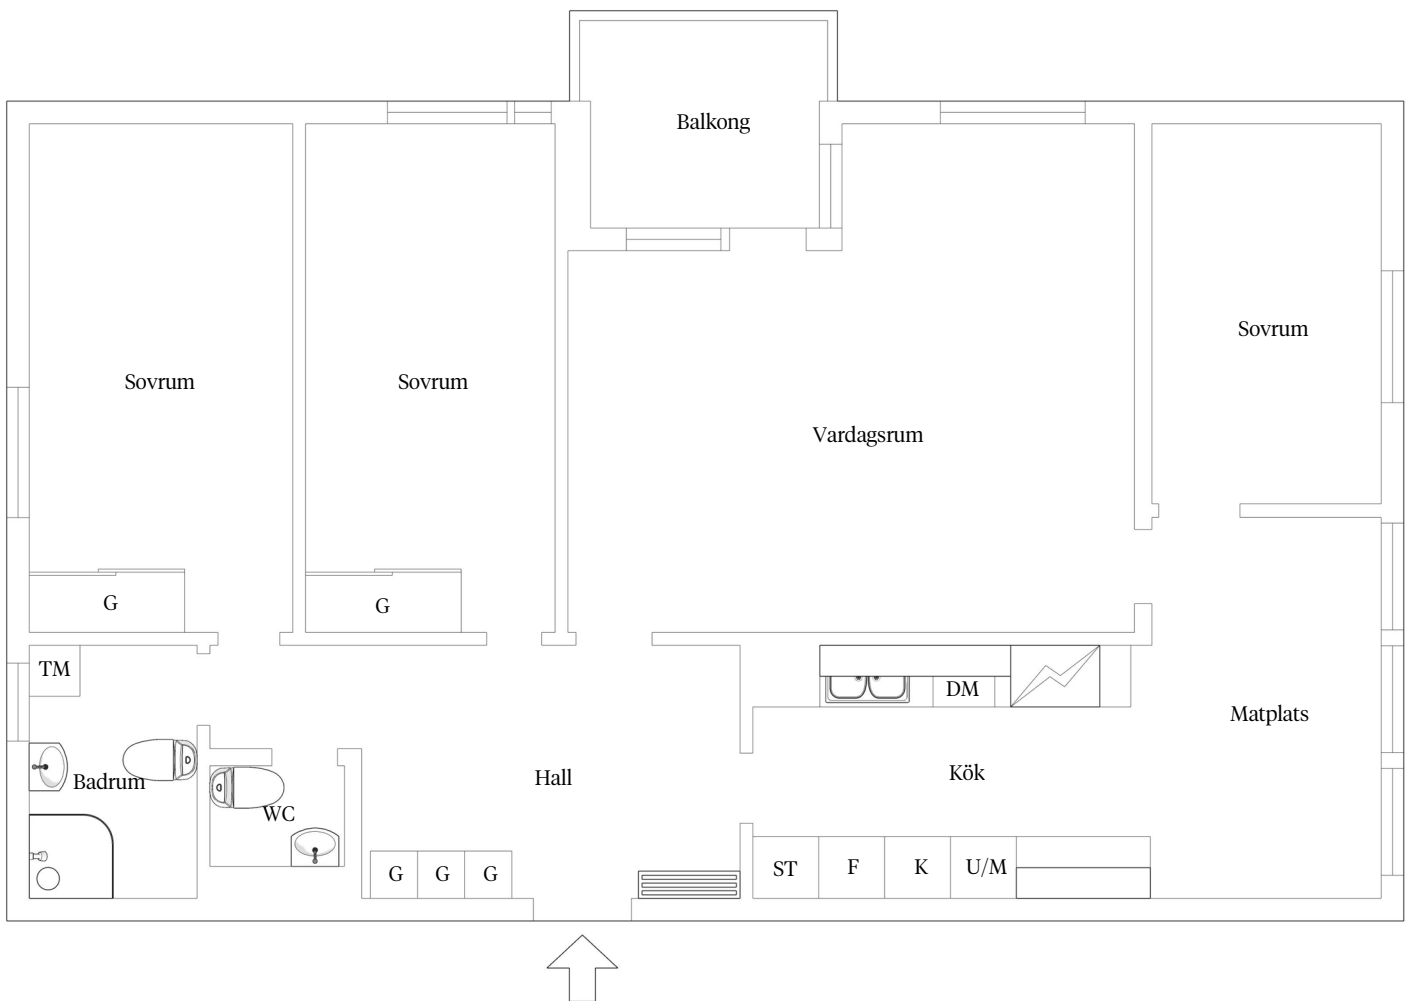 Balkong
Sovrum
Sovrum
Sovrum
Vardagsrum
G
G
TM
DM
Matplats
Badrum
Hall
Kök
WC
G
G
G
ST
F
K
U/M